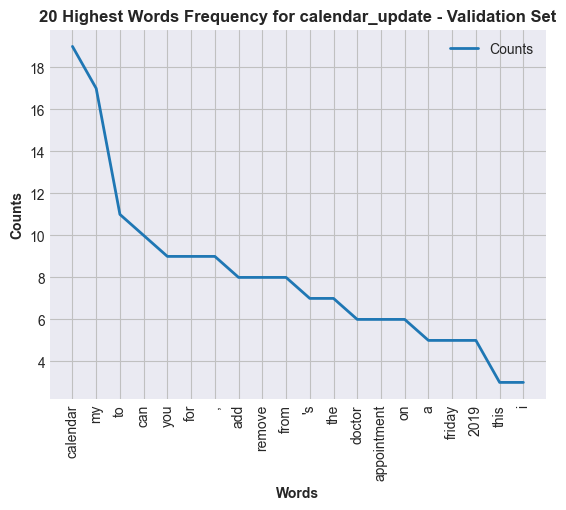 20 Highest Words Frequency for calendar_update - Validation Set
Counts
18
16
14
12
10
8
6
4
Counts
calendar
my
to
can
you
for
,
add
remove
from
's
the
doctor
appointment
on
a
friday
2019
this
i
Words